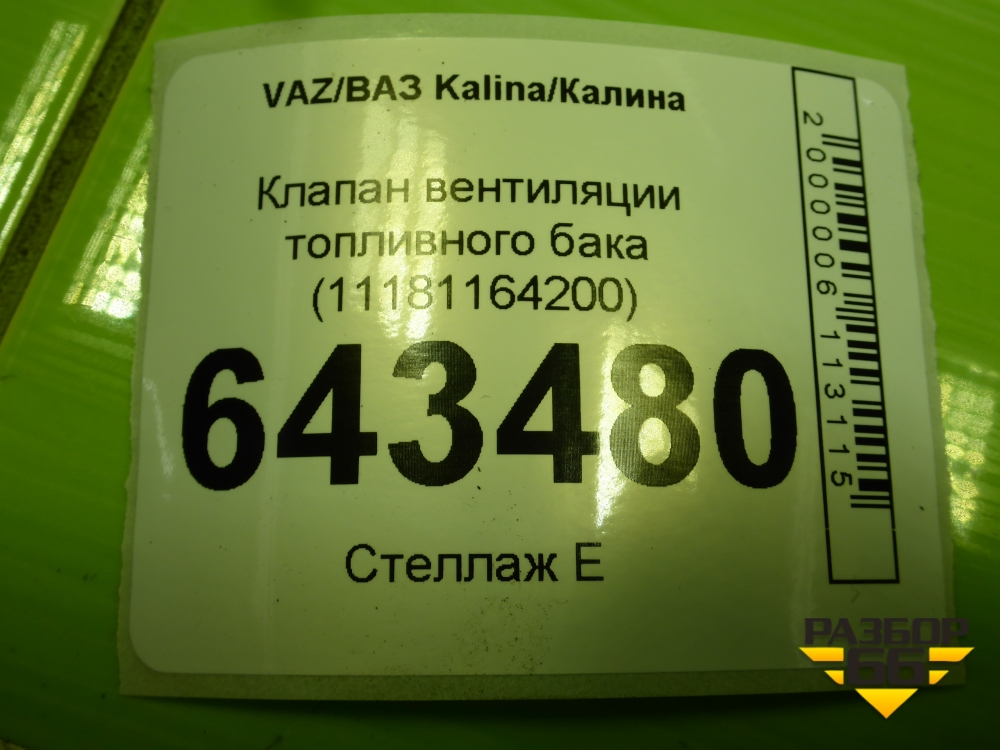 VAZ/ВАЗ Kalina/Калина
Клапан вентиляции
топливного бака
(11181164200)
643480
Стеллаж Е
2000006113115
РАЗБОР
66